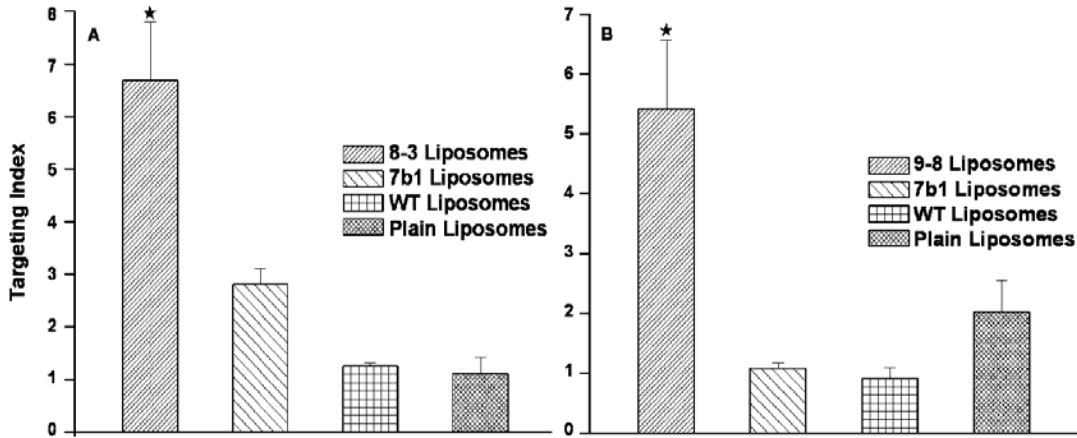 8
7
6
5
4
3
2
1
0
Targeting Index
A
★
8-3 Liposomes
7b1 Liposomes
WT Liposomes
Plain Liposomes
7
6
5
4
3
2
1
0
B
★
9-8 Liposomes
7b1 Liposomes
WT Liposomes
Plain Liposomes